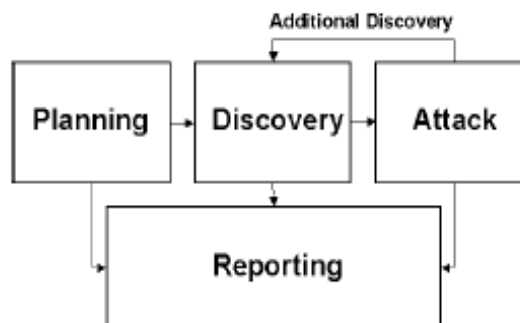 Additional Discovery
Planning
Discovery
Attack
Reporting